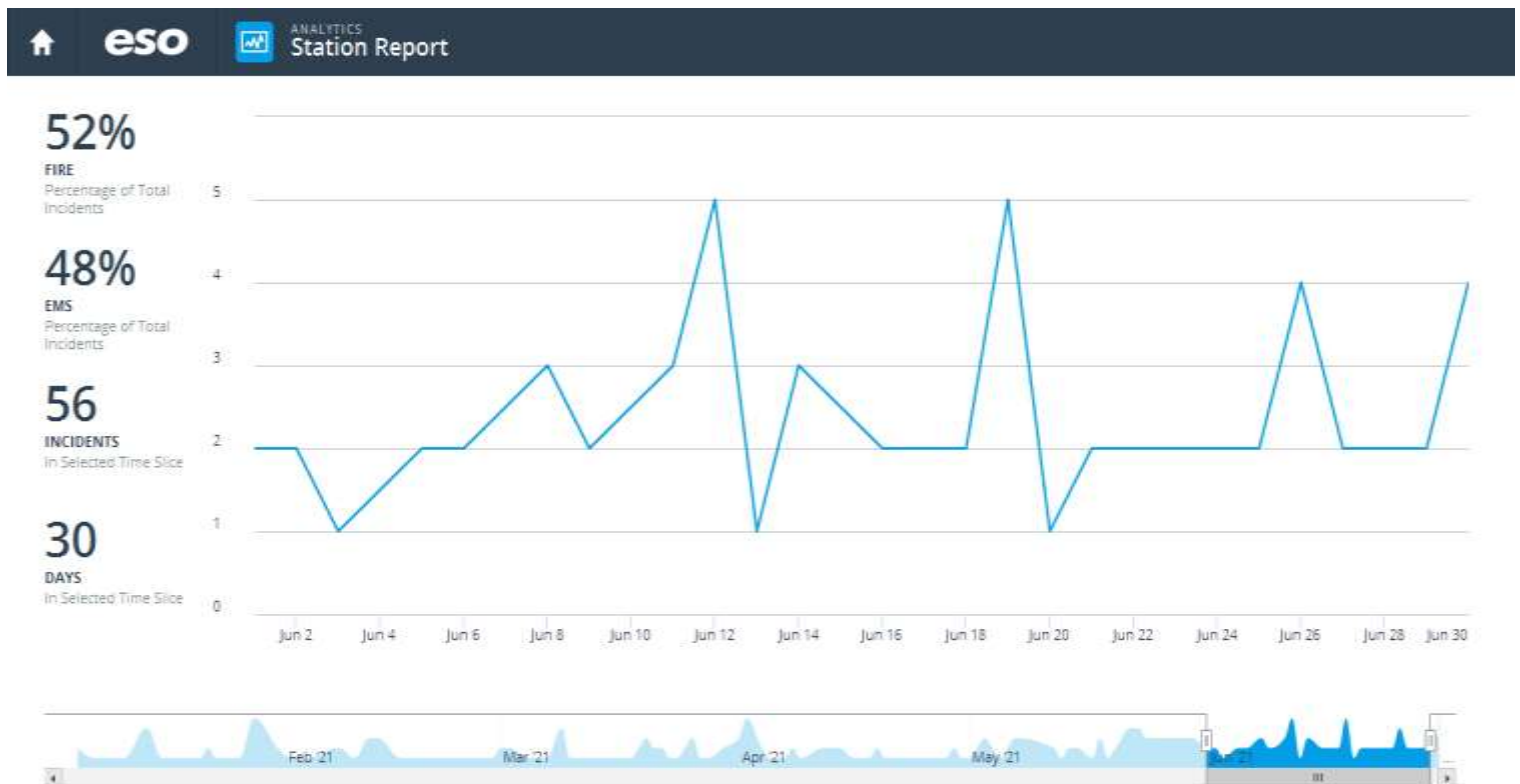 eso
ANALYTICS
Station Report
52%
FIRE
Percentage of Total
Incidents
48%
EMS
Percentage of Total
Incidents
56
INCIDENTS
In Selected Time Slice
30
DAYS
In Selected Time Slice
5
4
3
2
1
0
Jun 2 Jun 4 Jun 6 Jun 8 Jun 10 Jun 12 Jun 14 Jun 16 Jun 18 Jun 20 Jun 22 Jun 24 Jun 26 Jun 28 Jun 30
Feb '21 Mar '21 Apr '21 May '21 Jun '21